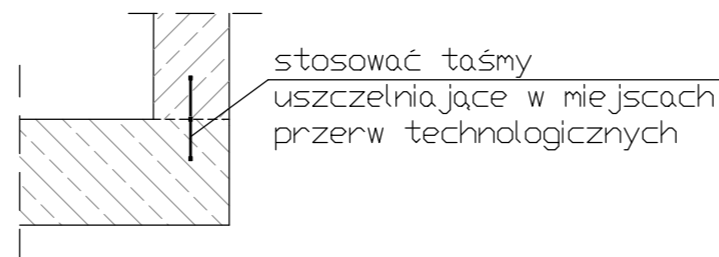 stosować taśmy
uszczelniające w miejscach
przerw technologicznych